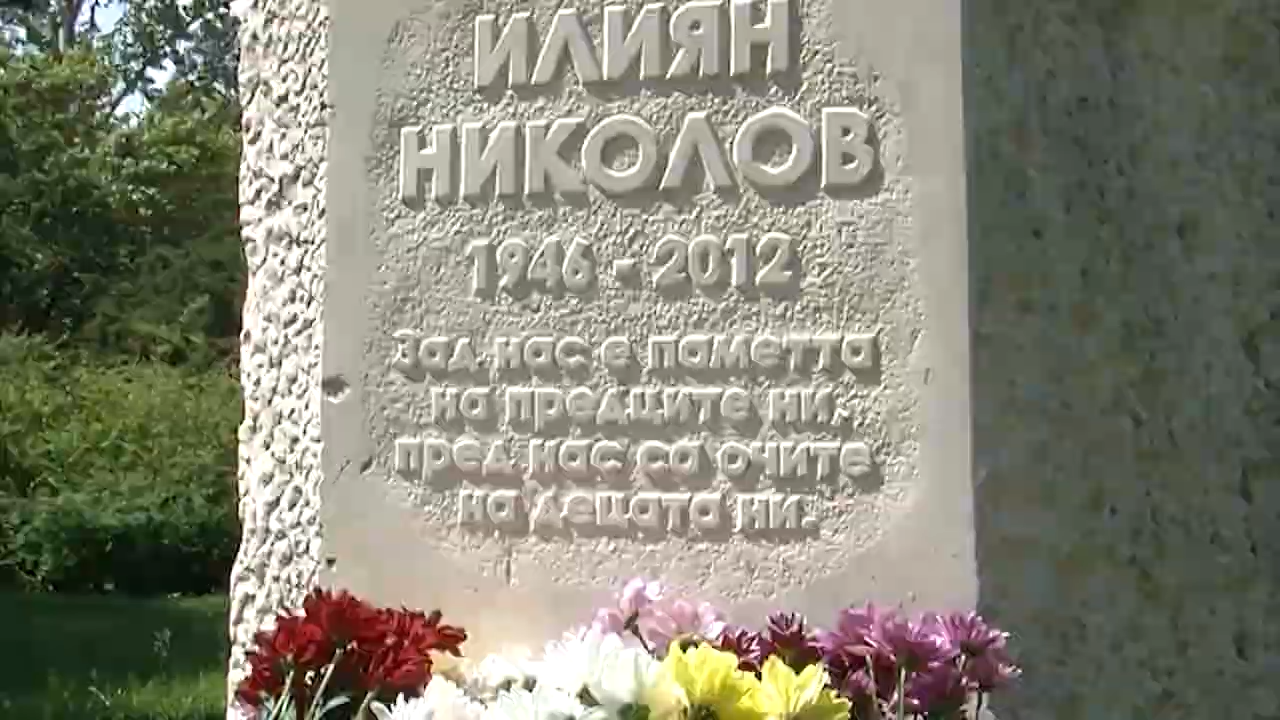 ИЛИЯН
НИКОЛОВ
1946 - 2012
Зад нас е паметта
на предците ни,
пред нас са очите
на децата ни.